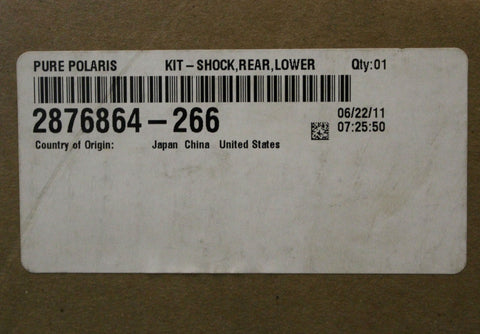 PURE POLARIS KIT–SHOCK,REAR,LOWER Qty:01
2876864–266 06/22/11
07:25:50
Country of Origin: Japan China United States